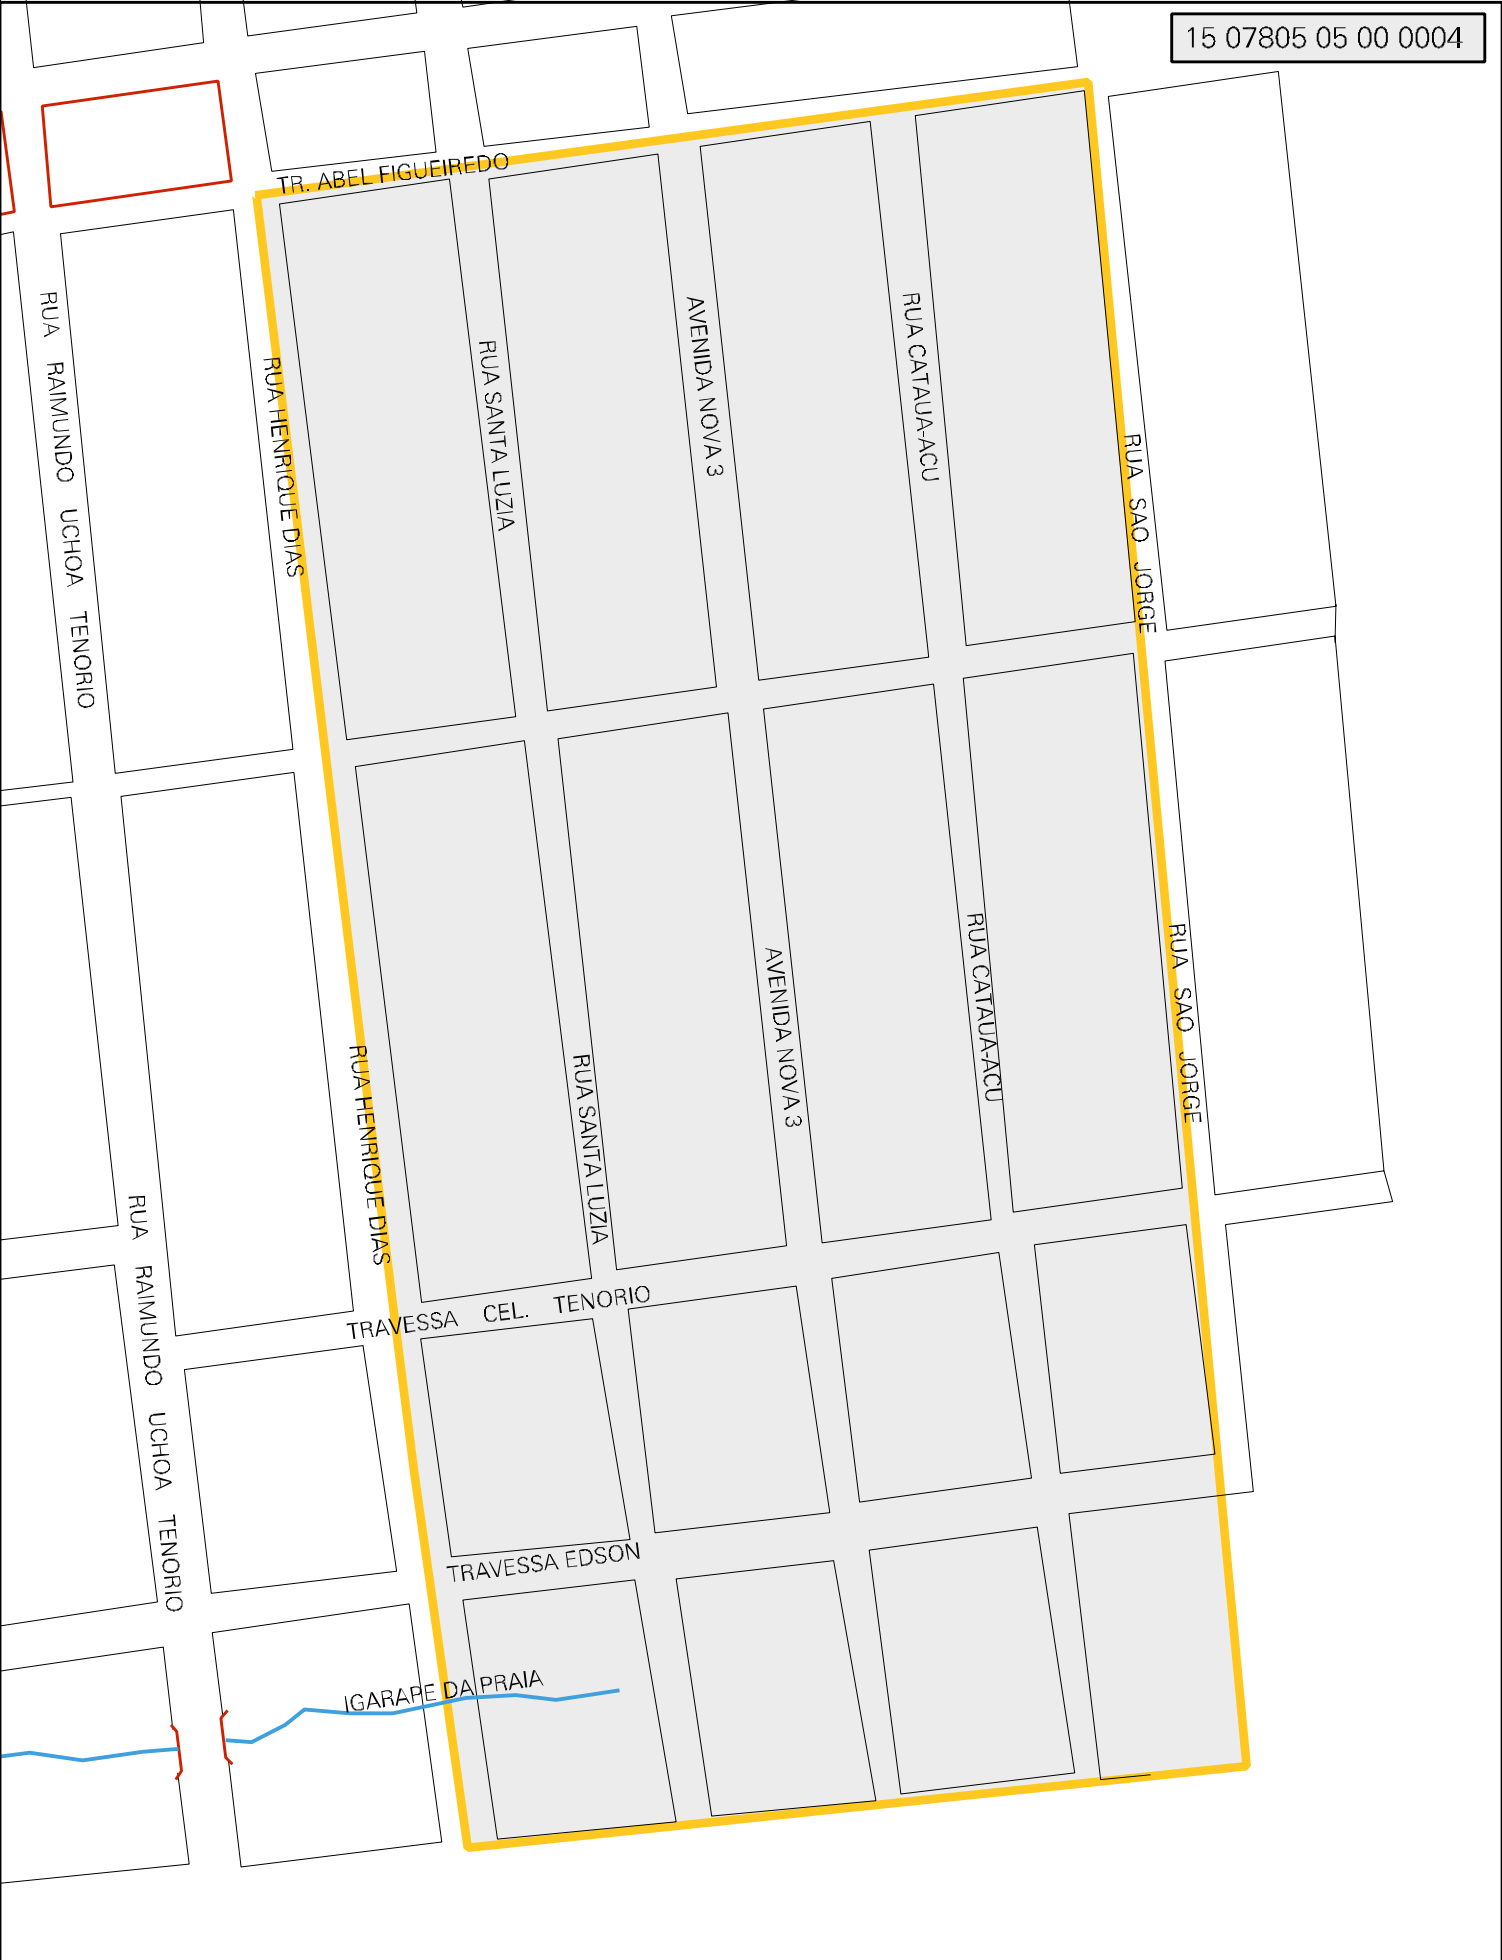 15 07805 05 00 0004
TR. ABEL FIGUEIREDO
RUA RAIMUNDO UCHOA TENORIO
RUA HENRIQUE DIAS
RUA SANTA LUZIA
AVENIDA NOVA 3
RUA CATAUA-ACU
RUA SAO JORGE
RUA HENRIQUE DIAS
RUA SANTA LUZIA
AVENIDA NOVA 3
RUA CATAUA-ACU
RUA SAO JORGE
RUA RAIMUNDO UCHOA TENORIO
TRAVESSA CEL. TENORIO
TRAVESSA EDSON
IGARAPE DA PRAIA